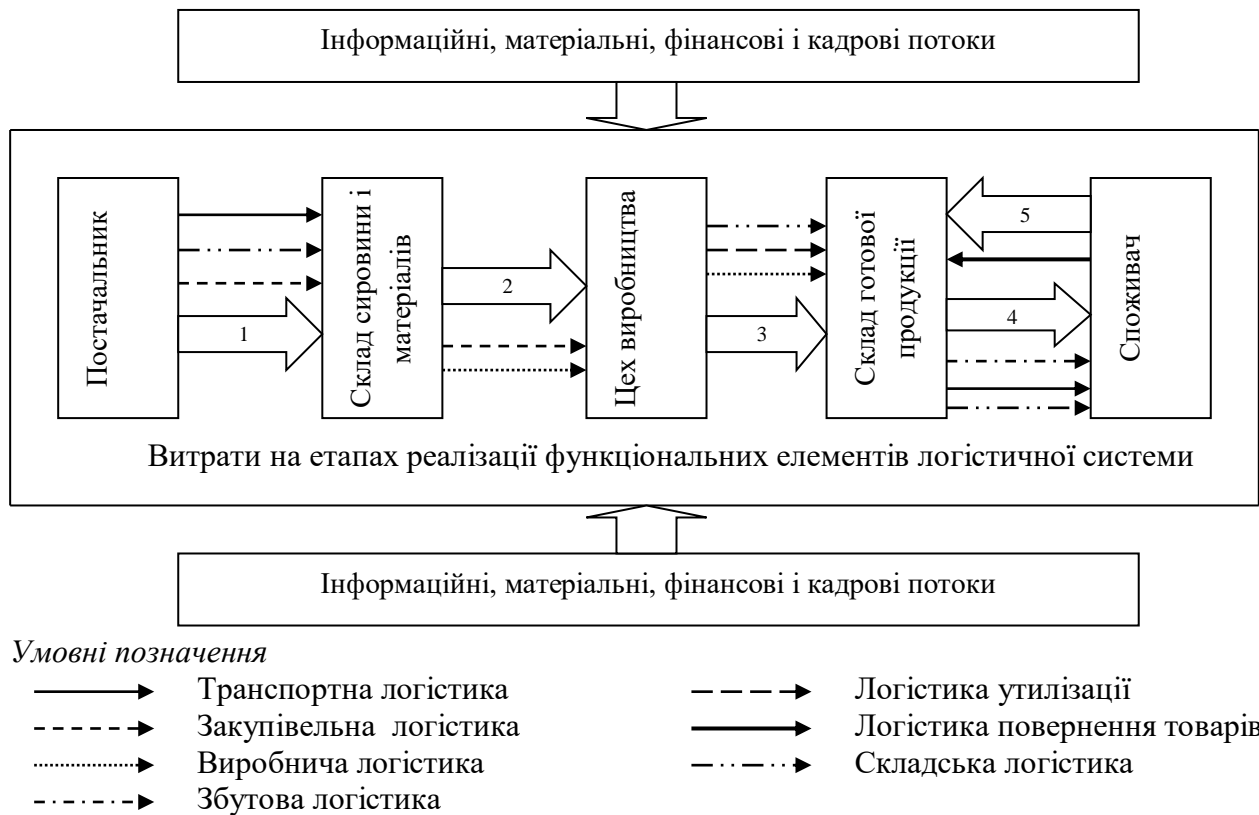 Інформаційні, матеріальні, фінансові і кадрові потоки
Постачальник
Склад сировини і
матеріалів
Цех виробництва
Склад готової
продукції
Споживач
1
2
3
4
5
Витрати на етапах реалізації функціональних елементів логістичної системи
Інформаційні, матеріальні, фінансові і кадрові потоки
Умовні позначення
Транспортна логістика
Закупівельна логістика
Виробнича логістика
Збутова логістика
Логістика утилізації
Логістика повернення товарів
Складська логістика